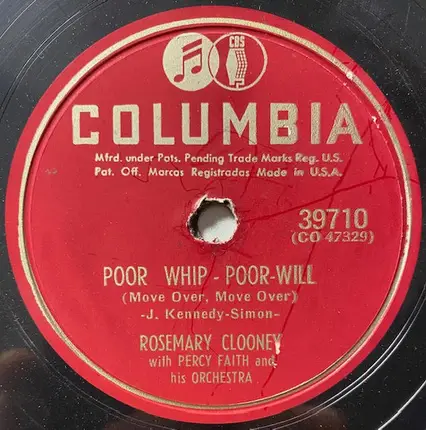 CBS
COLUMBIA
Mfrd. under Pats. Pending Trade Marks Reg. U.S.
Pat. Off. Marcas Registradas Made in U.S.A.
39710
(CO 47329)
POOR WHIP - POOR-WILL
(Move Over, Move Over)
-J. Kennedy-Simon-
ROSEMARY CLOONEY
with PERCY FAITH and
his ORCHESTRA